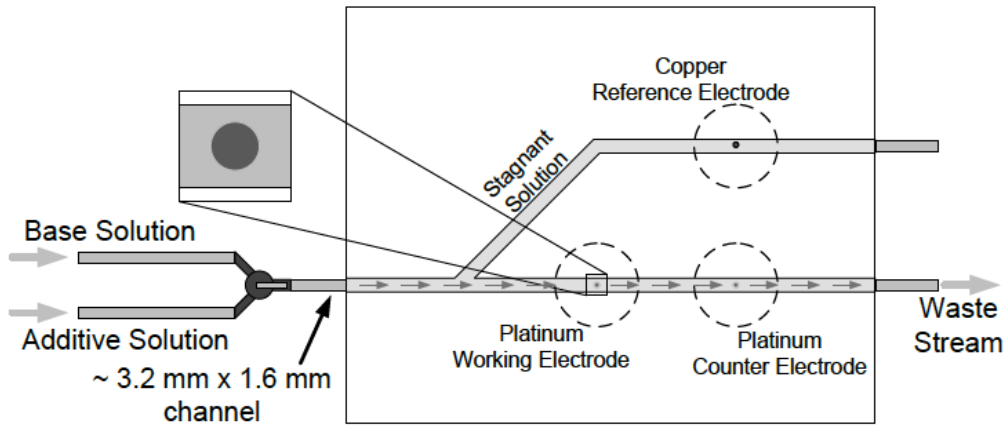 Copper
Reference Electrode
Stagnant
Solution
Base Solution
Additive Solution
~ 3.2 mm x 1.6 mm
channel
Platinum
Working Electrode
Platinum
Counter Electrode
Waste
Stream